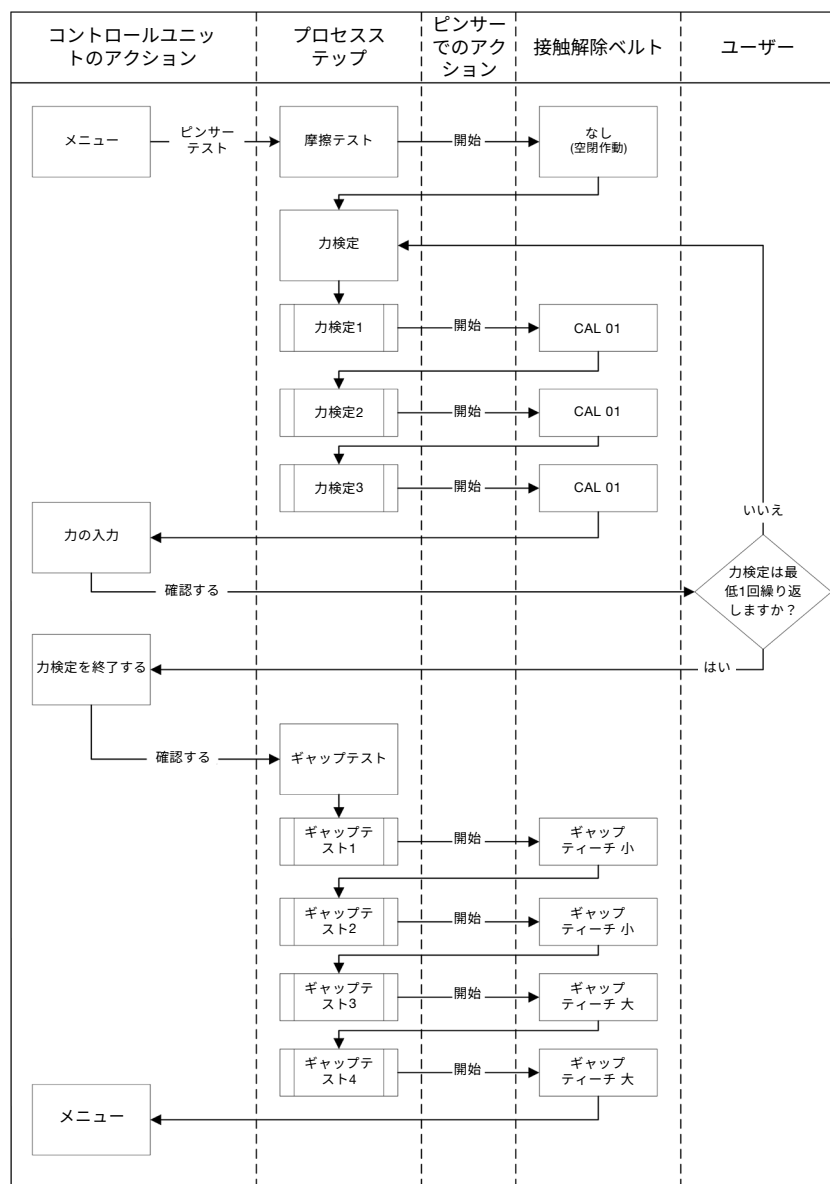 コントロールユニッ
トのアクション
プロセスス
テップ
ピンサー
でのアク
ション
接触解除ベルト
ユーザー
メニュー
ピンサー
テスト
摩擦テスト
開始
なし
(空閉作動)
力検定
力検定1
開始
CAL 01
力検定2
開始
CAL 01
力検定3
開始
CAL 01
いいえ
力の入力
確認する
力検定は最
低1回繰り返
しますか？
はい
力検定を終了する
確認する
ギャップテスト
ギャップテ
スト1
開始
ギャップ
ティーチ 小
ギャップテ
スト2
開始
ギャップ
ティーチ 小
ギャップテ
スト3
開始
ギャップ
ティーチ 大
ギャップテ
スト4
開始
ギャップ
ティーチ 大
メニュー